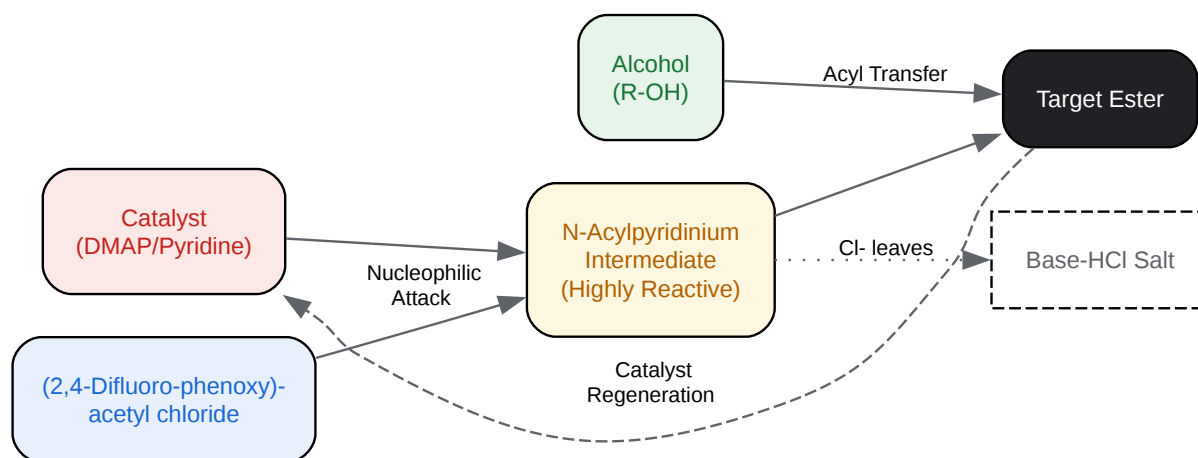 Alcohol
(R-OH)
Acyl Transfer
Target Ester
Catalyst
(DMAP/Pyridine)
Nucleophilic
Attack
N-Acylpyridinium
Intermediate
(Highly Reactive)
Cl- leaves
Base-HCl Salt
(2,4-Difluoro-phenoxy)-
acetyl chloride
Catalyst
Regeneration